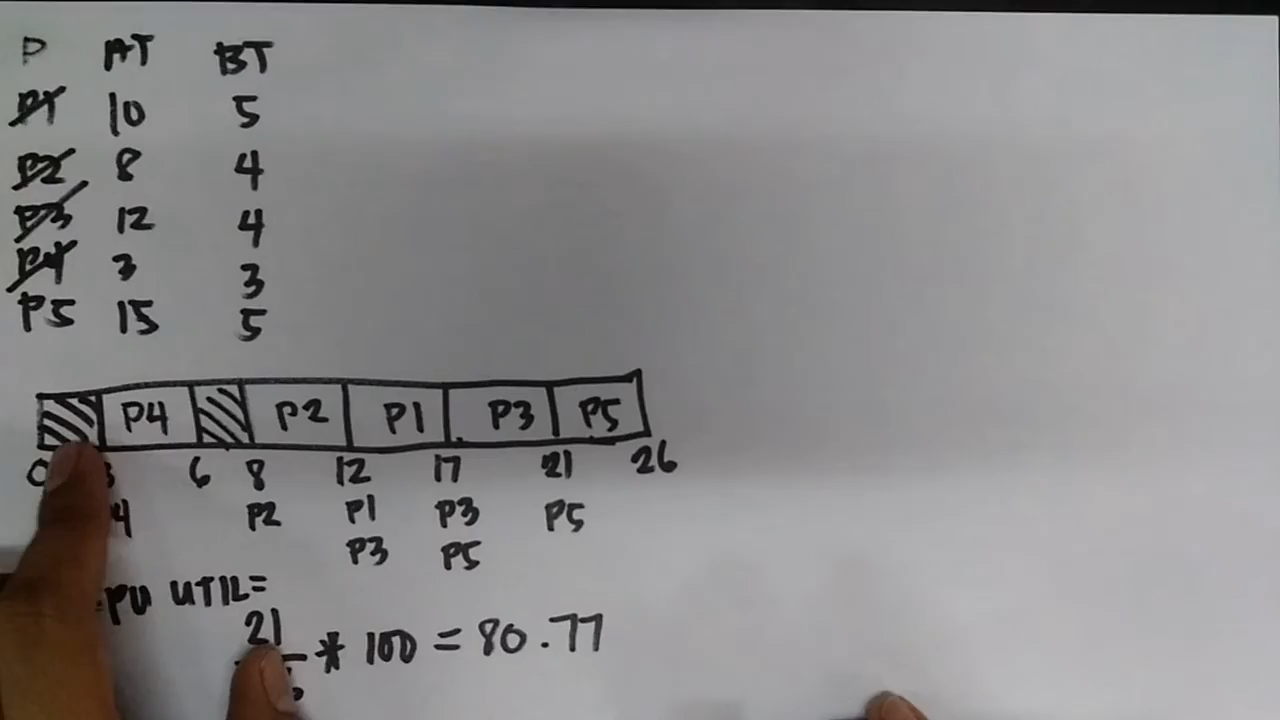 P AT BT
P1 10 5
P2 8 4
P3 12 4
P4 3 3
P5 15 5
P4 P2 P1 P3 P5
0 6 8 12 17 21 26
P2 P1 P3 P5
P3 P5
UTIL=
21
* 100 = 80.77